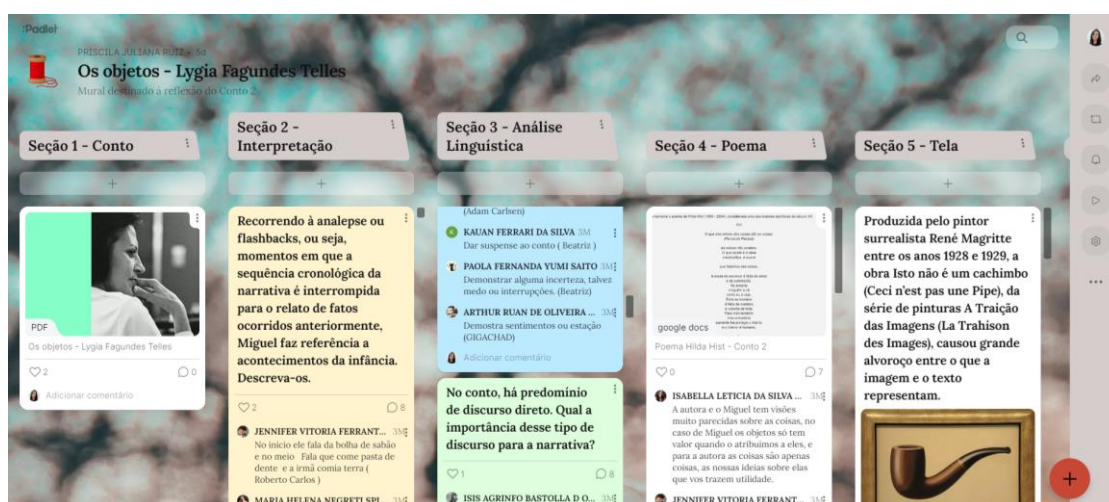 :Padlet
PRISCILA JULIANA RUIZ • 5d
Os objetos - Lygia Fagundes Telles
Mural destinado à reflexão do Conto 2
Seção 1 - Conto
PDF
Os objetos - Lygia Fagundes Telles
2
0
Adicionar comentário
Seção 2 -
Interpretação
Recorrendo à analepse ou
flashbacks, ou seja,
momentos em que a
sequência cronológica da
narrativa é interrompida
para o relato de fatos
ocorridos anteriormente,
Miguel faz referência a
acontecimentos da infância.
Descreva-os.
2
8
JENNIFER VITORIA FERRANT... 3M
No início ele fala da bolha de sabão
e no meio Fala que come pasta de
dente e a irmã comia terra (
Roberto Carlos )
MARIA HELENA NEGRETI SPI... 3M
Seção 3 - Análise
Linguística
(Adam Carlsen)
KAUAN FERRARI DA SILVA 3M
Dar suspense ao conto ( Beatriz )
PAOLA FERNANDA YUMI SAITO 3M
Demonstrar alguma incerteza, talvez
medo ou interrupções. (Beatriz)
ARTHUR RUAN DE OLIVEIRA ... 3M
Demostra sentimentos ou estação
(GIGACHAD)
Adicionar comentário
No conto, há predomínio
de discurso direto. Qual a
importância desse tipo de
discurso para a narrativa?
1
8
ISIS AGRINFO BASTOLLA D O... 3M
Seção 4 - Poema
google docs
Poema Hilda Hist - Conto 2
0
7
ISABELLA LETICIA DA SILVA ... 3M
A autora e o Miguel tem visões
muito parecidas sobre as coisas, no
caso de Miguel os objetos só tem
valor quando o atribuimos a eles, e
para a autora as coisas são apenas
coisas, as nossas ideias sobre elas
que vos trazem utilidade.
JENNIFER VITORIA FERRANT... 3M
Seção 5 - Tela
Produzida pelo pintor
surrealista René Magritte
entre os anos 1928 e 1929, a
obra Isto não é um cachimbo
(Ceci n'est pas une Pipe), da
série de pinturas A Traição
das Imagens (La Trahison
des Images), causou grande
alvoroço entre o que a
imagem e o texto
representam.